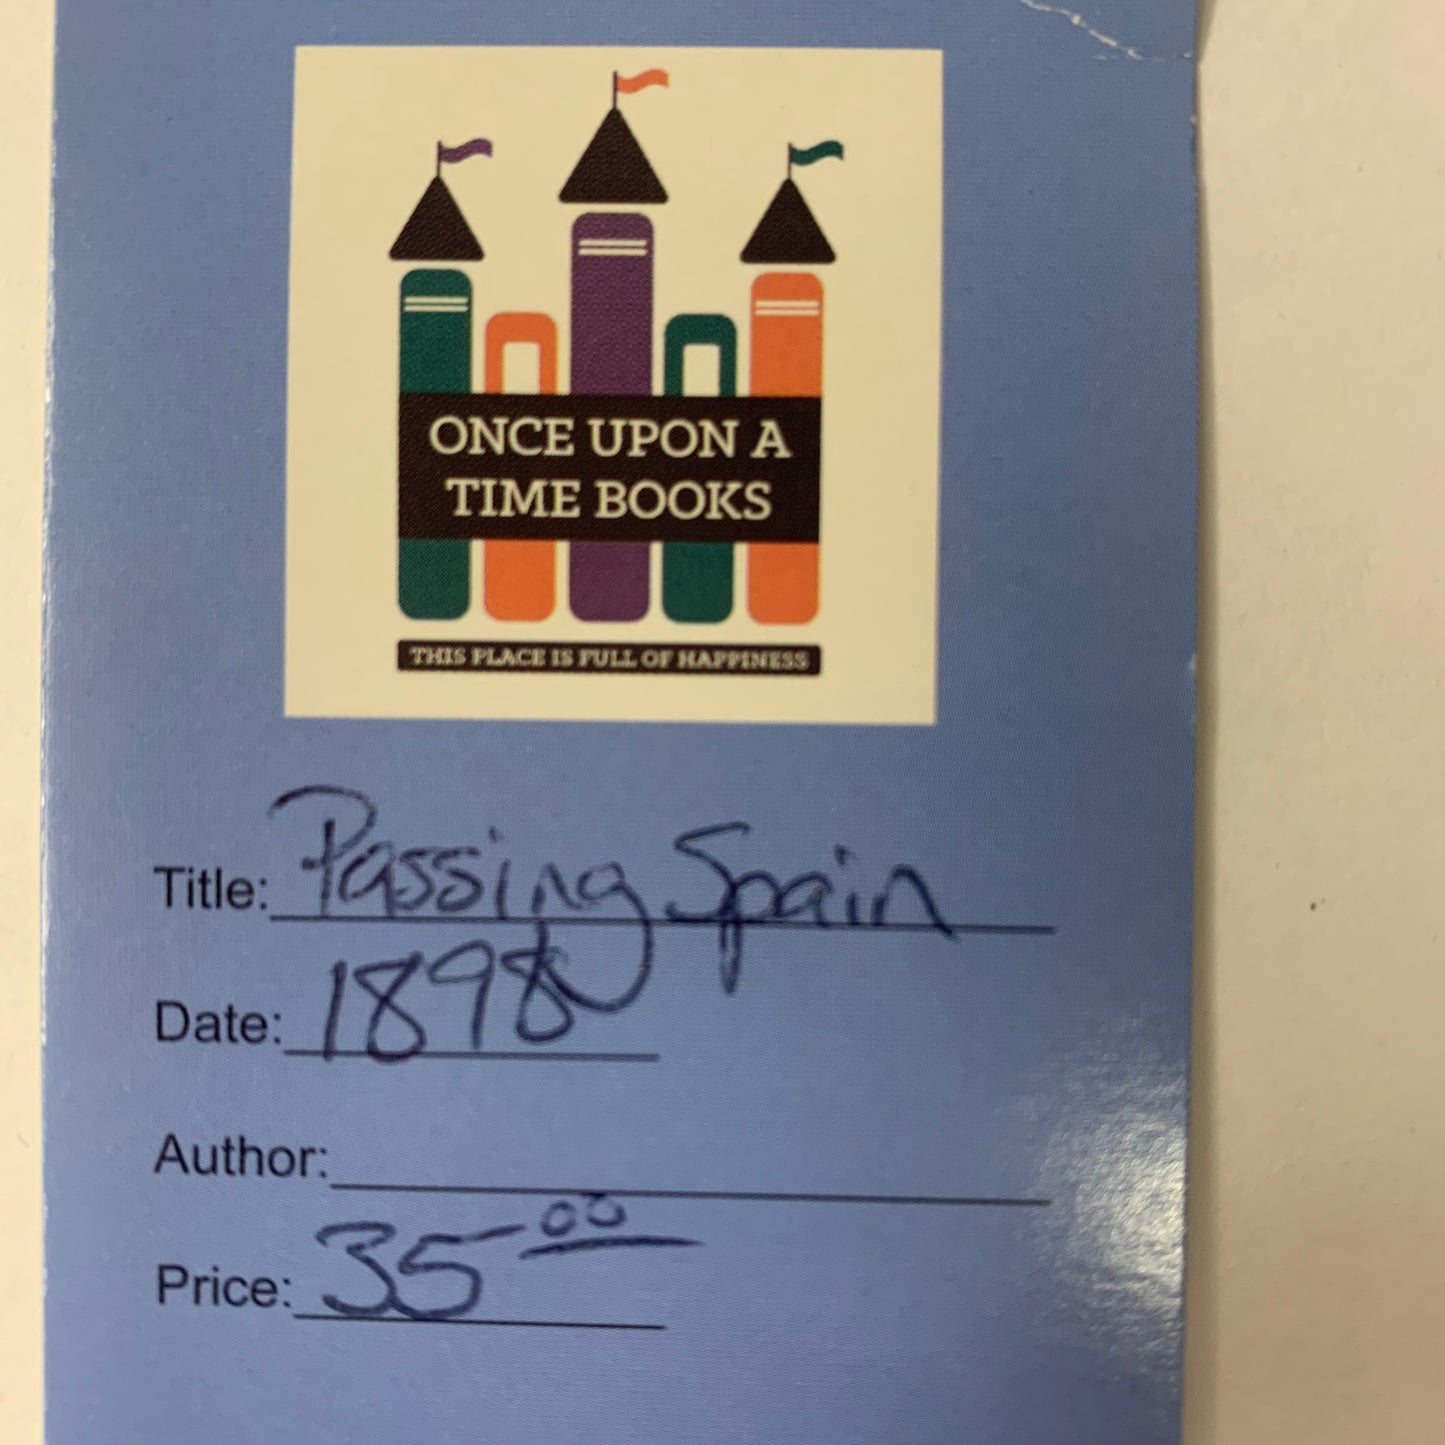 ONCE UPON A
TIME BOOKS
THIS PLACE IS FULL OF HAPPINESS
Title: Passing Spain
Date: 1898
Author:
Price: 35.00